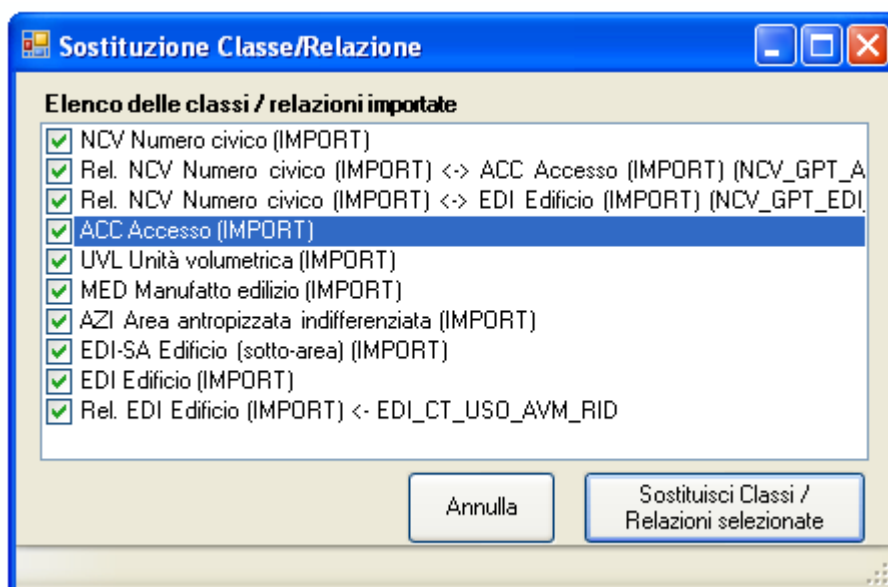 Sostituzione Classe/Relazione
Elenco delle classi / relazioni importate
NCV Numero civico (IMPORT)
Rel. NCV Numero civico (IMPORT) <-> ACC Accesso (IMPORT) (NCV_GPT_A
Rel. NCV Numero civico (IMPORT) <-> EDI Edificio (IMPORT) (NCV_GPT_EDI_
ACC Accesso (IMPORT)
UVL Unità volumetrica (IMPORT)
MED Manufatto edilizio (IMPORT)
AZI Area antropizzata indifferenziata (IMPORT)
EDI-SA Edificio (sotto-area) (IMPORT)
EDI Edificio (IMPORT)
Rel. EDI Edificio (IMPORT) <- EDI_CT_USO_AVM_RID
Annulla
Sostituisci Classi /
Relazioni selezionate